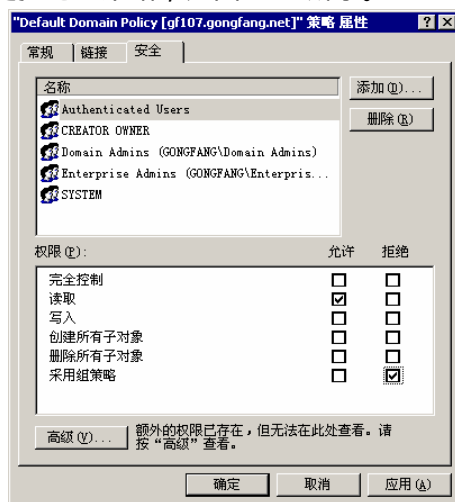 "Default Domain Policy [gf107.gongfang.net]" 策略 属性
常规 链接 安全
名称
添加(D)...
Authenticated Users
删除(R)
CREATOR OWNER
Domain Admins (GONGFANG\Domain Admins)
Enterprise Admins (GONGFANG\Enterpris...
SYSTEM
权限(P): 允许 拒绝
完全控制
读取
写入
创建所有子对象
删除所有子对象
采用组策略
高级(V)... 额外的权限已存在，但无法在此处查看。请
按“高级”查看。
确定 取消 应用(A)